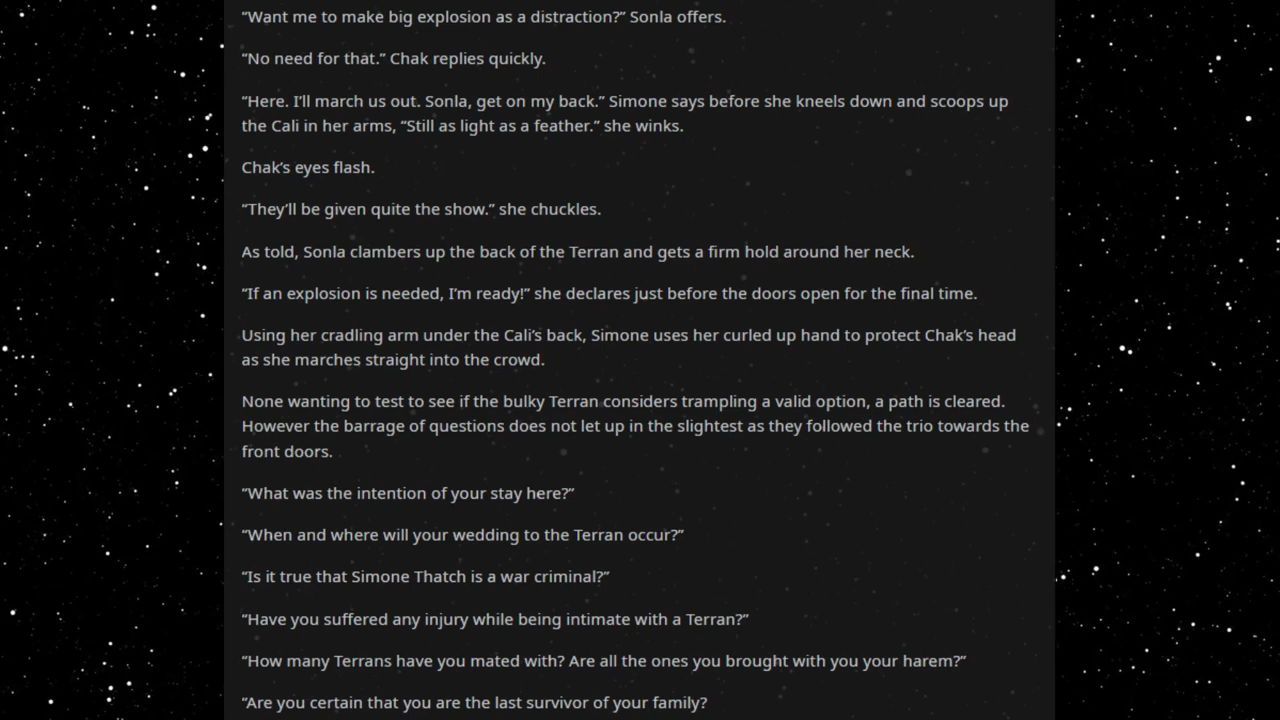 “Want me to make big explosion as a distraction?” Sonla offers.
“No need for that.” Chak replies quickly.
“Here. I’ll march us out. Sonla, get on my back.” Simone says before she kneels down and scoops up
the Cali in her arms, “Still as light as a feather.” she winks.
Chak’s eyes flash.
“They’ll be given quite the show.” she chuckles.
As told, Sonla clambers up the back of the Terran and gets a firm hold around her neck.
“If an explosion is needed, I’m ready!” she declares just before the doors open for the final time.
Using her cradling arm under the Cali’s back, Simone uses her curled up hand to protect Chak’s head
as she marches straight into the crowd.
None wanting to test to see if the bulky Terran considers trampling a valid option, a path is cleared.
However the barrage of questions does not let up in the slightest as they followed the trio towards the
front doors.
“What was the intention of your stay here?”
“When and where will your wedding to the Terran occur?”
“Is it true that Simone Thatch is a war criminal?”
“Have you suffered any injury while being intimate with a Terran?”
“How many Terrans have you mated with? Are all the ones you brought with you your harem?”
“Are you certain that you are the last survivor of your family?